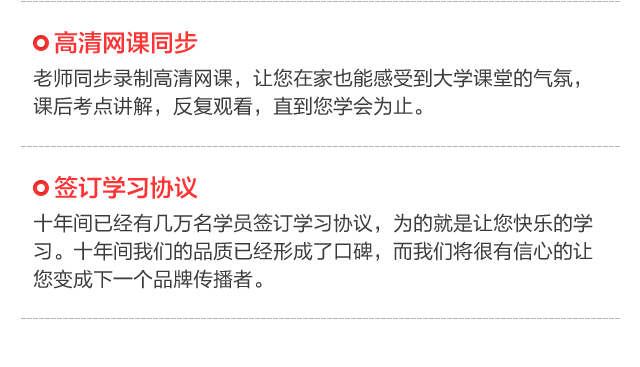 高清网课同步
老师同步录制高清网课，让您在家也能感受到大学课堂的气氛，
课后考点讲解，反复观看，直到您学会为止。
签订学习协议
十年间已经有几万名学员签订学习协议，为的就是让您快乐的学
习。十年间我们的品质已经形成了口碑，而我们将很有信心的让
您变成下一个品牌传播者。